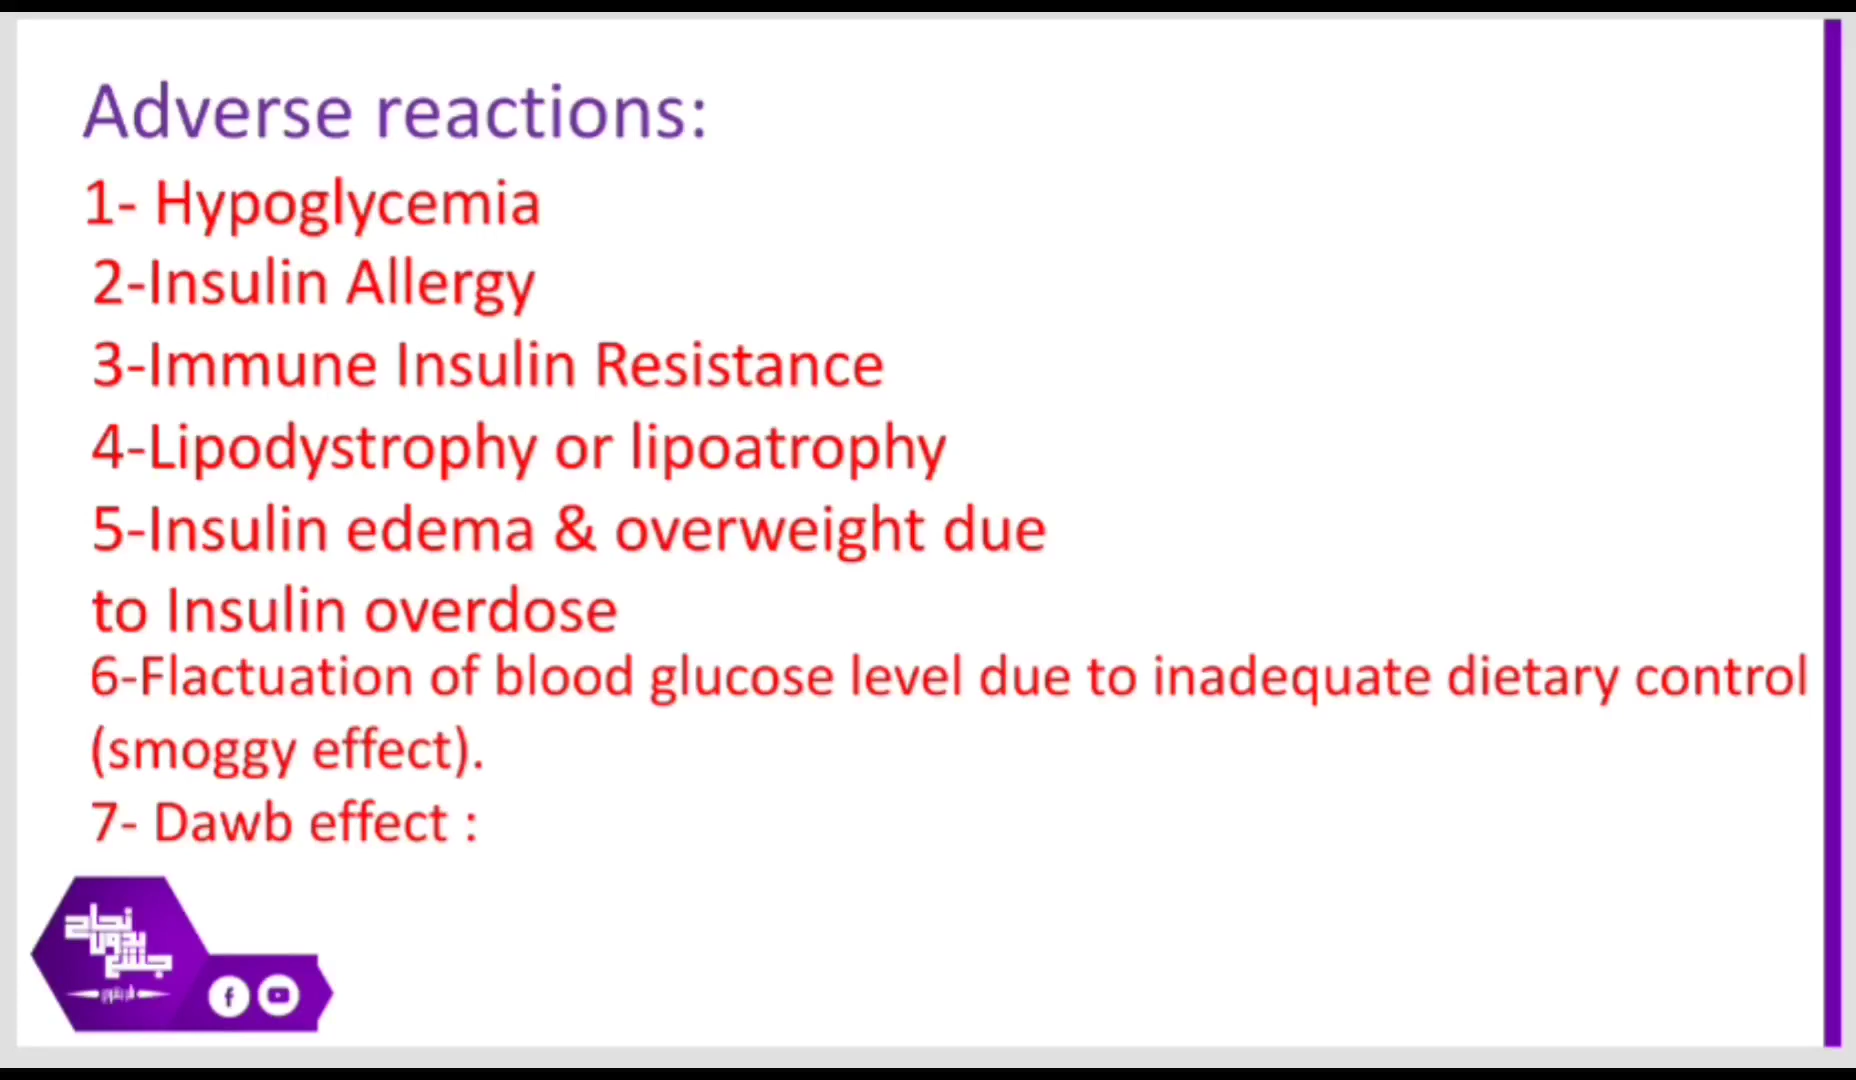 Adverse reactions:
1- Hypoglycemia
2-Insulin Allergy
3-Immune Insulin Resistance
4-Lipodystrophy or lipoatrophy
5-Insulin edema & overweight due
to Insulin overdose
6-Flactuation of blood glucose level due to inadequate dietary control
(smoggy effect).
7- Dawb effect :
نجاح
بدون